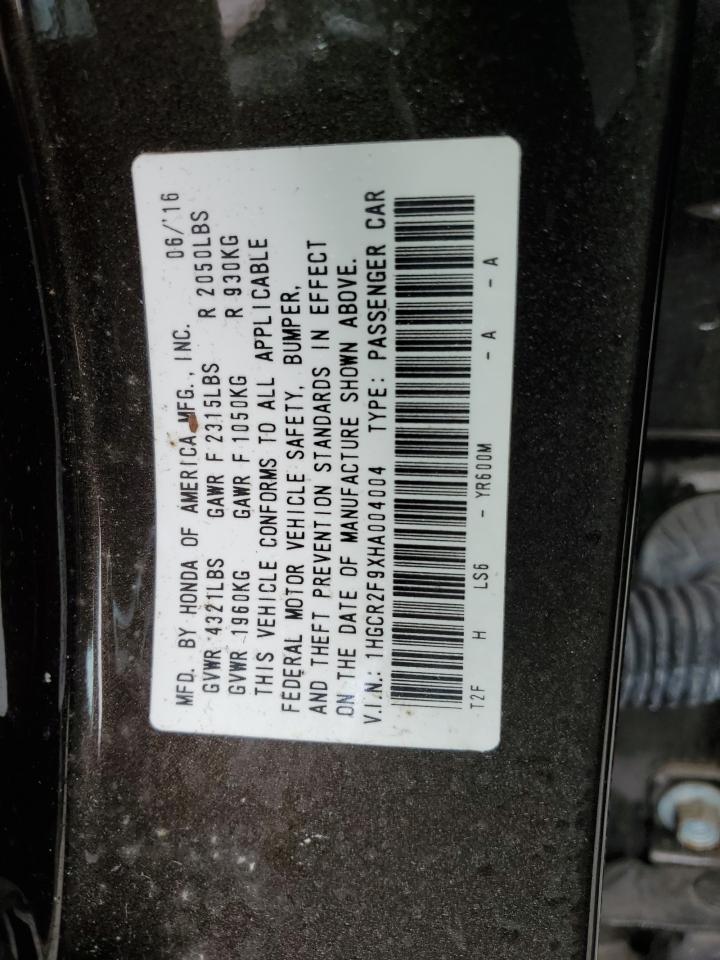 MFD. BY HONDA OF AMERICA MFG., INC. 06/'16
GVWR 4321LBS GAWR F 2315LBS R 2050LBS
GVWR 1960KG GAWR F 1050KG R 930KG
THIS VEHICLE CONFORMS TO ALL APPLICABLE
FEDERAL MOTOR VEHICLE SAFETY, BUMPER,
AND THEFT PREVENTION STANDARDS IN EFFECT
ON THE DATE OF MANUFACTURE SHOWN ABOVE.
V.I.N.: 1HGCR2F9XHA004004 TYPE: PASSENGER CAR
T2F H LS6 - YR600M - A - A